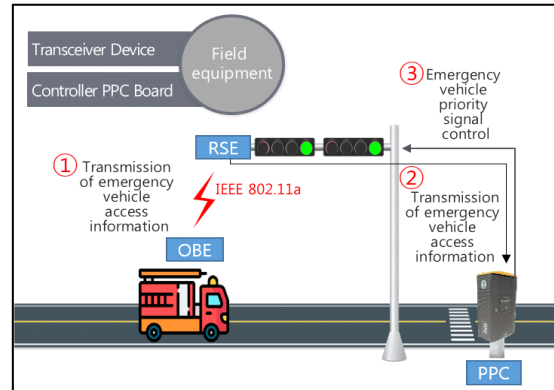 Transceiver Device
Controller PPC Board
Field
equipment
③ Emergency
vehicle
priority
signal
control
RSE
① Transmission
of emergency
vehicle
access
information
IEEE 802.11a
②
Transmission
of emergency
vehicle
access
information
OBE
PPC